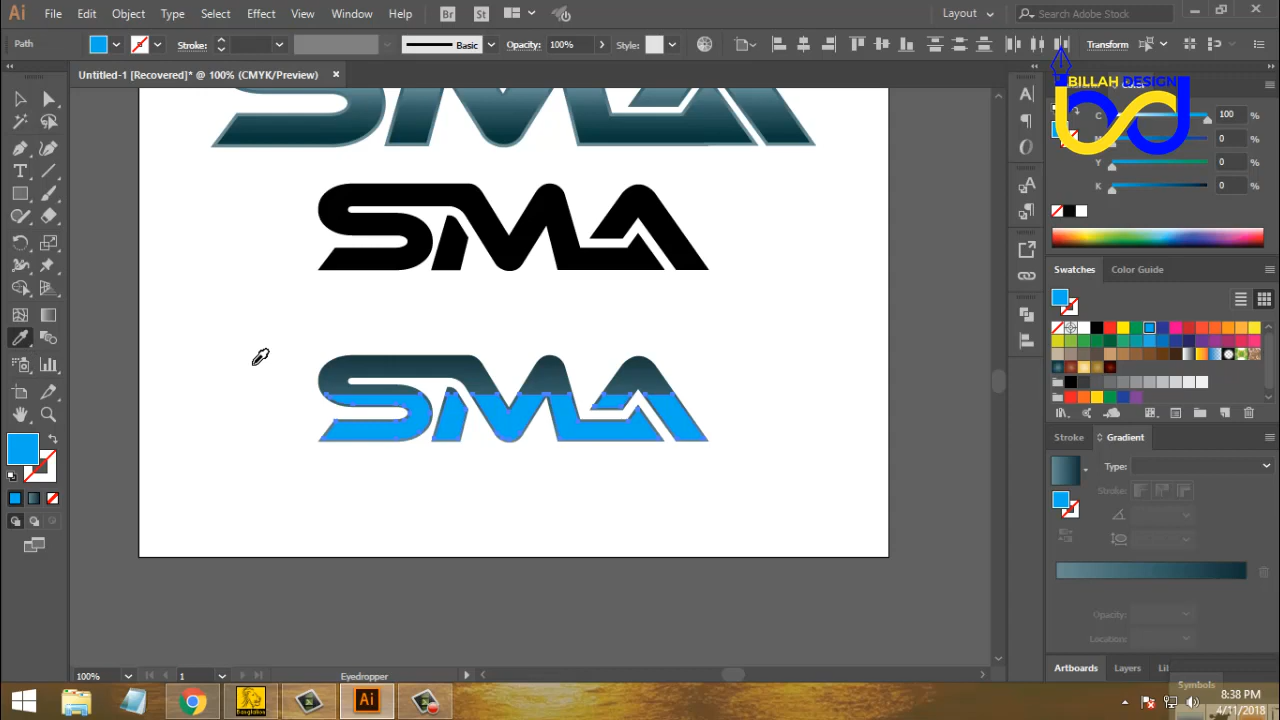 Ai File Edit Object Type Select Effect View Window Help Br St Layout Search Adobe Stock
Path Stroke: Basic Opacity: 100% Style: Transform
Untitled-1 [Recovered]* @ 100% (CMYK/Preview) ×
BILLAH DESIGN
C 100 %
M 0 %
Y 0 %
K 0 %
SMA
SMA
SMA
Swatches Color Guide
Stroke Gradient
Type:
Stroke:
Opacity:
Location:
Artboards Layers
Symbols
100% 1 Eyedropper
Banglalion
Ai
8:38 PM
4/11/2018